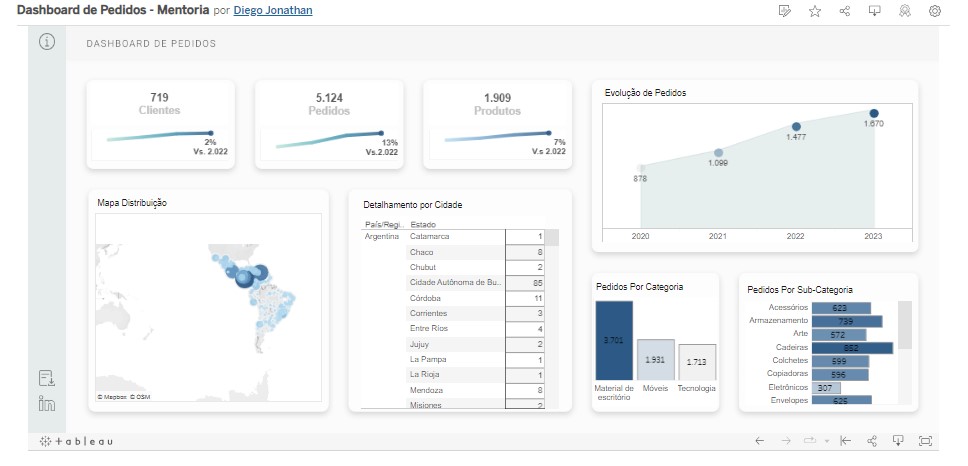 Dashboard de Pedidos - Mentoria por Diego Jonathan
DASHBOARD DE PEDIDOS
719
Clientes
2%
Vs. 2.022
5.124
Pedidos
13%
Vs.2.022
1.909
Produtos
7%
V.s 2.022
Evolução de Pedidos
878
1.099
1.477
1.670
2020
2021
2022
2023
Mapa Distribuição
© Mapbox © OSM
Detalhamento por Cidade
País/Regi.. Estado
Argentina Catamarca 1
Chaco 8
Chubut 2
Cidade Autônoma de Bu.. 85
Córdoba 11
Corrientes 3
Entre Ríos 4
Jujuy 2
La Pampa 1
La Rioja 1
Mendoza 8
Misiones 2
Pedidos Por Categoria
3.701
1.931
1.713
Material de
escritório
Móveis
Tecnologia
Pedidos Por Sub-Categoria
Acessórios 623
Armazenamento 739
Arte 572
Cadeiras 852
Colchetes 599
Copiadoras 596
Eletrônicos 307
Envelopes 625
in
+ableau